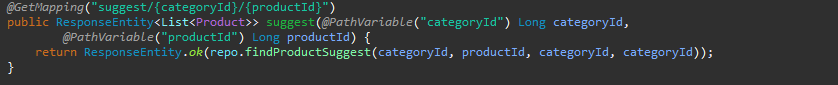 @GetMapping("suggest/{categoryId}/{productId}")
public ResponseEntity<List<Product>> suggest(@PathVariable("categoryId") Long categoryId,
@PathVariable("productId") Long productId) {
return ResponseEntity.ok(repo.findProductSuggest(categoryId, productId, categoryId, categoryId));
}